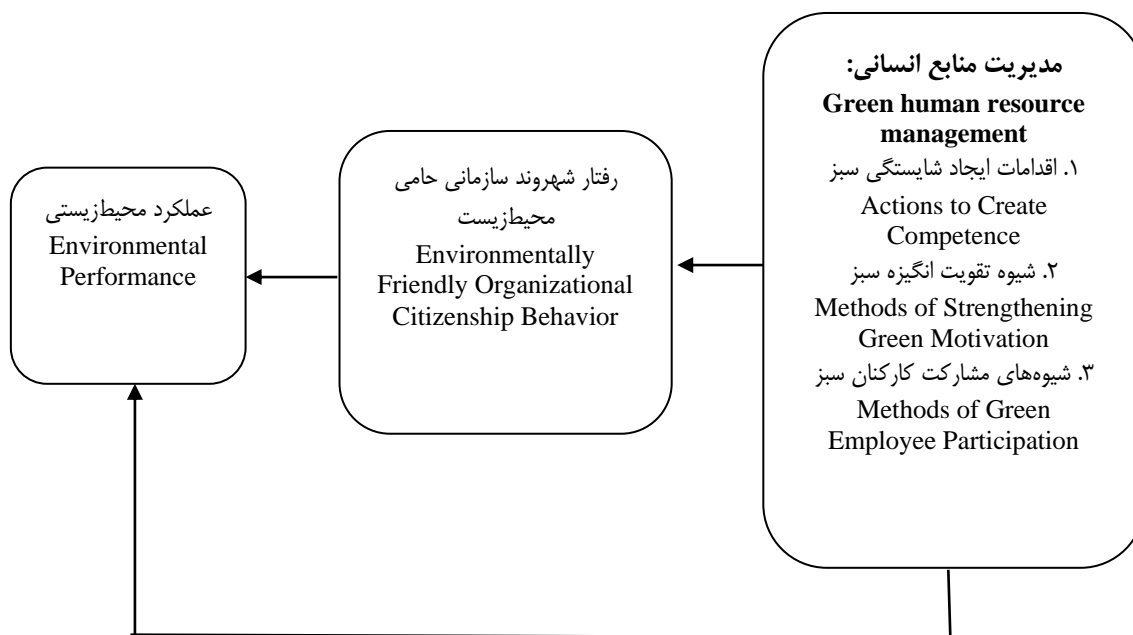 مدیریت منابع انسانی:
Green human resource
management
۱. اقدامات ایجاد شایستگی سبز
Actions to Create
Competence
۲. شیوه تقویت انگیزه سبز
Methods of Strengthening
Green Motivation
۳. شیوه‌های مشارکت کارکنان سبز
Methods of Green
Employee Participation
رفتار شهروند سازمانی حامی
محیط‌زیست
Environmentally
Friendly Organizational
Citizenship Behavior
عملکرد محیط‌زیستی
Environmental
Performance